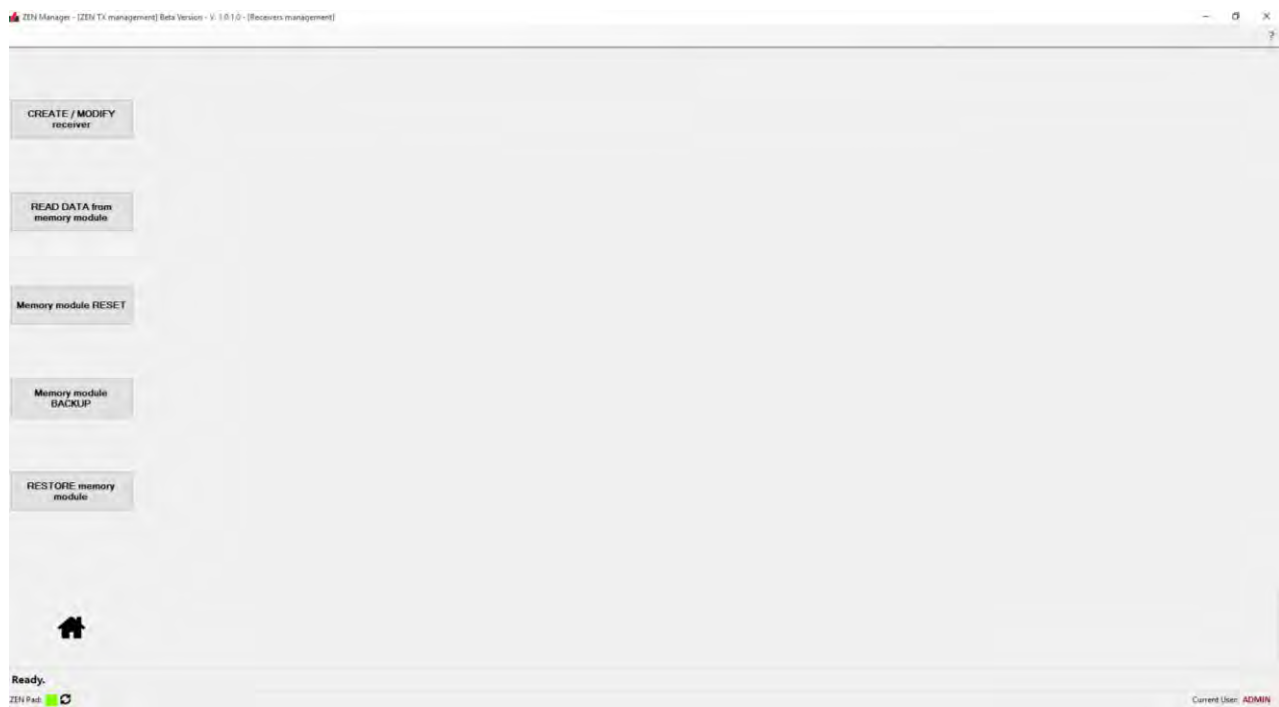 ZEN Manager - [ZEN TX management] Beta Version - V. 1.0.1.0 - [Receivers management]
?
CREATE / MODIFY
receiver
READ DATA from
memory module
Memory module RESET
Memory module
BACKUP
RESTORE memory
module
Ready.
ZEN Pad:
Current User: ADMIN